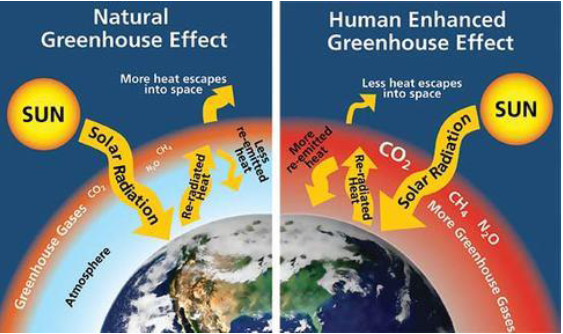 Natural
Greenhouse Effect
More heat escapes
into space
SUN
Solar Radiation
Greenhouse Gases
CO₂
N₂O
CH₄
Re-radiated
Heat
Less
re-emitted
heat
Atmosphere
Human Enhanced
Greenhouse Effect
Less heat escapes
into space
SUN
Solar Radiation
More
re-emitted
heat
Re-radiated
Heat
CO₂
CH₄ N₂O
More Greenhouse Gases